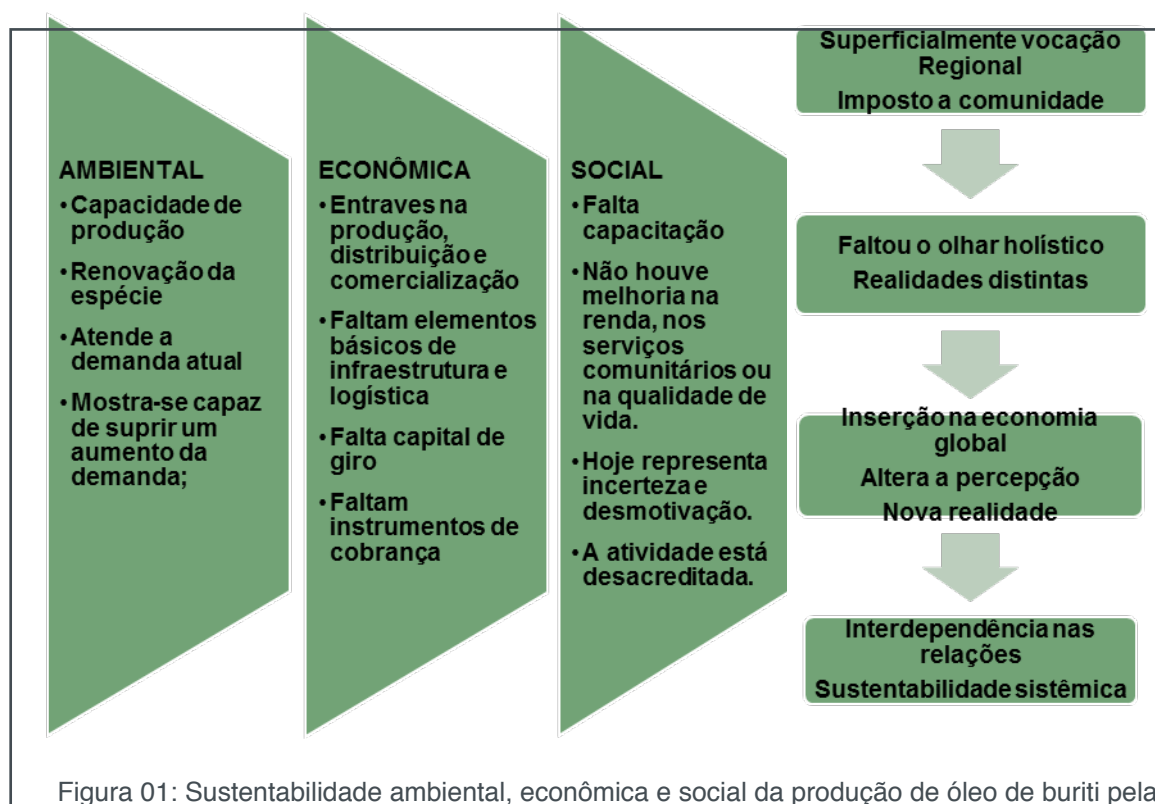 AMBIENTAL
•Capacidade de
produção
•Renovação da
espécie
•Atende a
demanda atual
•Mostra-se capaz
de suprir um
aumento da
demanda;
ECONÔMICA
•Entraves na
produção,
distribuição e
comercialização
•Faltam elementos
básicos de
infraestrutura e
logística
•Falta capital de
giro
•Faltam
instrumentos de
cobrança
SOCIAL
•Falta
capacitação
•Não houve
melhoria na
renda, nos
serviços
comunitários ou
na qualidade de
vida.
•Hoje representa
incerteza e
desmotivação.
•A atividade está
desacreditada.
Superficialmente vocação
Regional
Imposto a comunidade
Faltou o olhar holístico
Realidades distintas
Inserção na economia
global
Altera a percepção
Nova realidade
Interdependência nas
relações
Sustentabilidade sistêmica
Figura 01: Sustentabilidade ambiental, econômica e social da produção de óleo de buriti pela